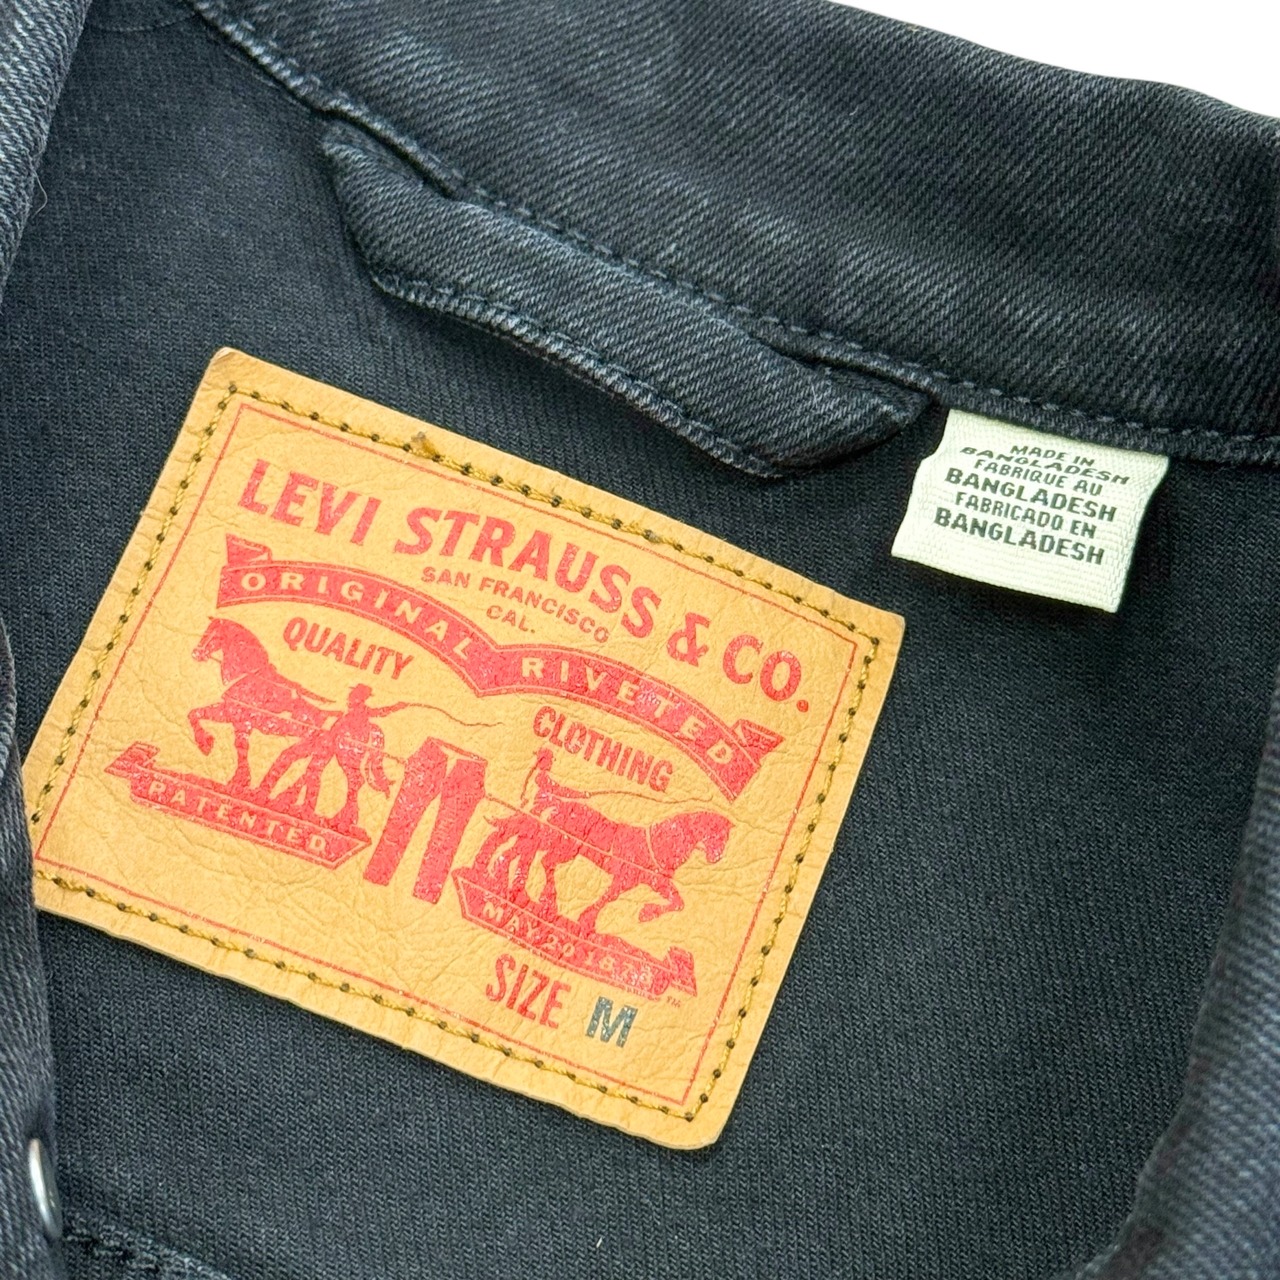 LEVI STRAUSS & CO.
SAN FRANCISCO
CAL.
ORIGINAL RIVETED
QUALITY
CLOTHING
PATENTED
MAY 20 1873
SIZE M
MADE IN
BANGLADESH
FABRIQUE AU
BANGLADESH
FABRICADO EN
BANGLADESH